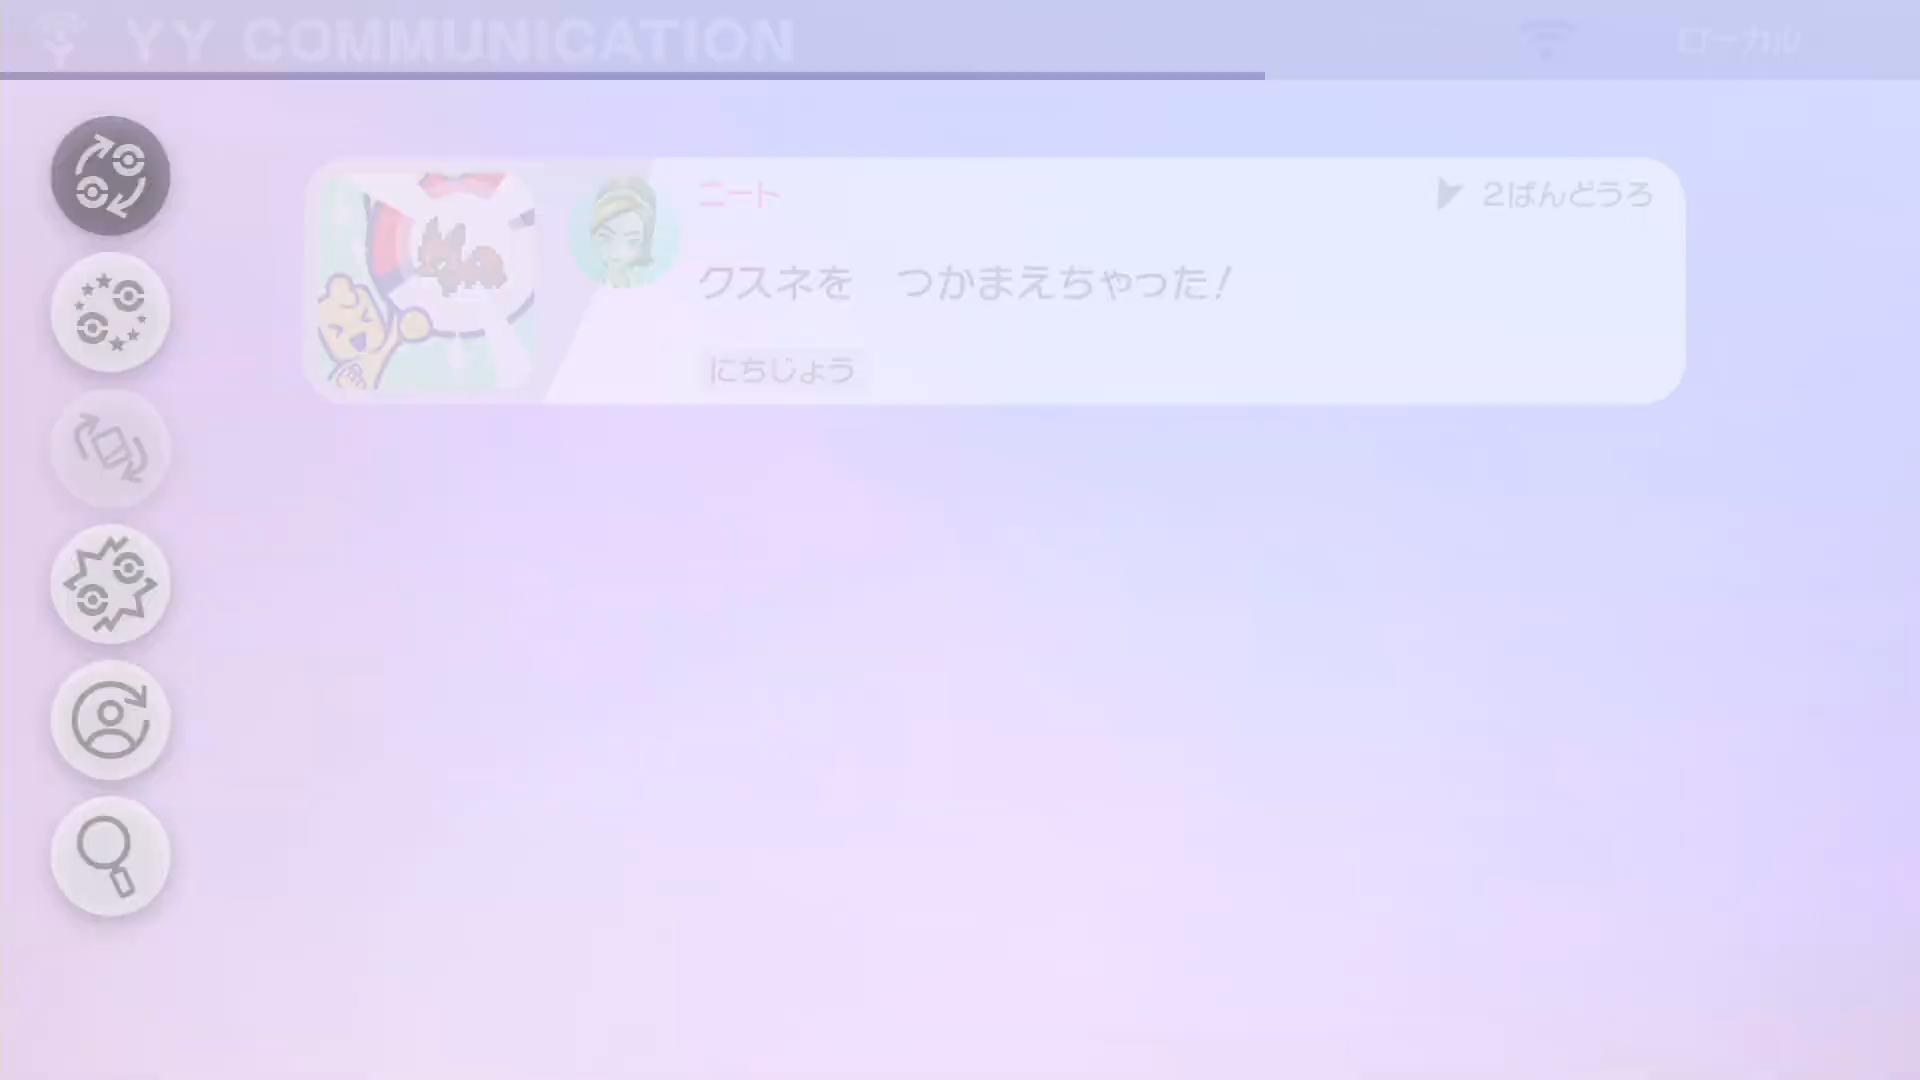 YY COMMUNICATION
ローカル
ニート
2ばんどうろ
クスネを　つかまえちゃった!
にちじょう